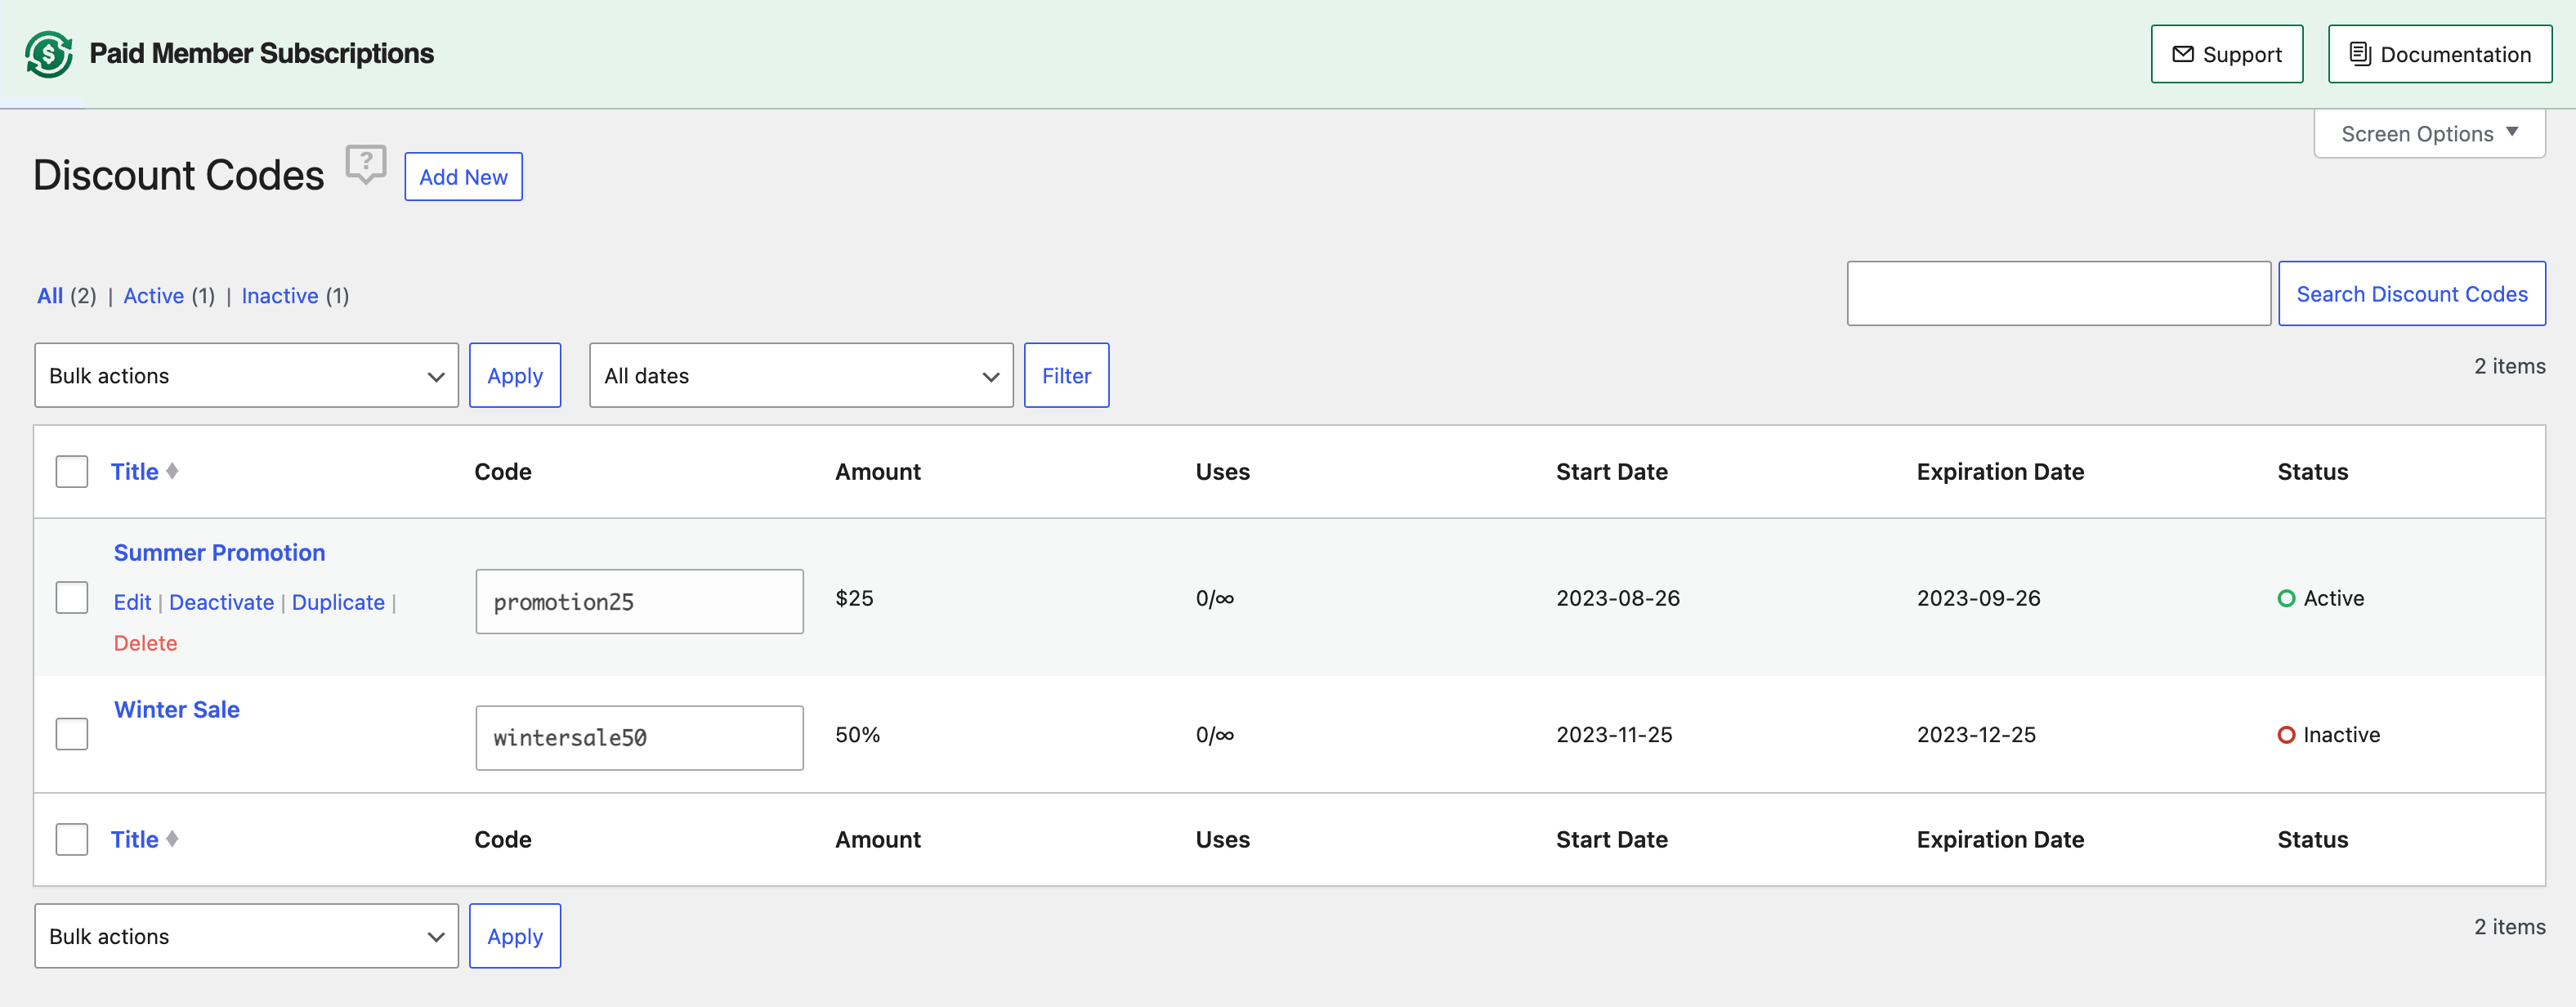 Paid Member Subscriptions
Support
Documentation
Screen Options
Discount Codes
?
Add New
All (2) | Active (1) | Inactive (1)
Search Discount Codes
Bulk actions
Apply
All dates
Filter
2 items
Title Code Amount Uses Start Date Expiration Date Status
Summer Promotion
Edit | Deactivate | Duplicate |
Delete
promotion25 $25 0/∞ 2023-08-26 2023-09-26 Active
Winter Sale
wintersale50 50% 0/∞ 2023-11-25 2023-12-25 Inactive
Title Code Amount Uses Start Date Expiration Date Status
Bulk actions
Apply
2 items